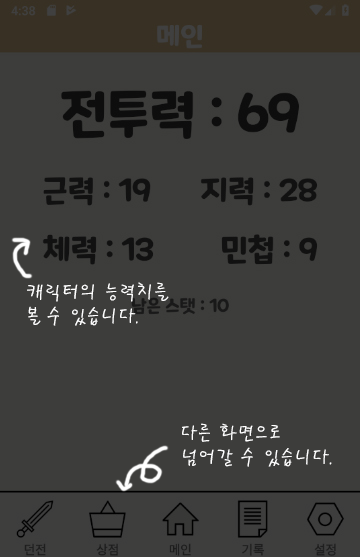 4:38
메인
전투력 : 69
근력 : 19 지력 : 28
체력 : 13 민첩 : 9
캐릭터의 능력치를
볼 수 있습니다.
남은 스탯 : 10
다른 화면으로
넘어갈 수 있습니다.
던전 상점 메인 기록 설정